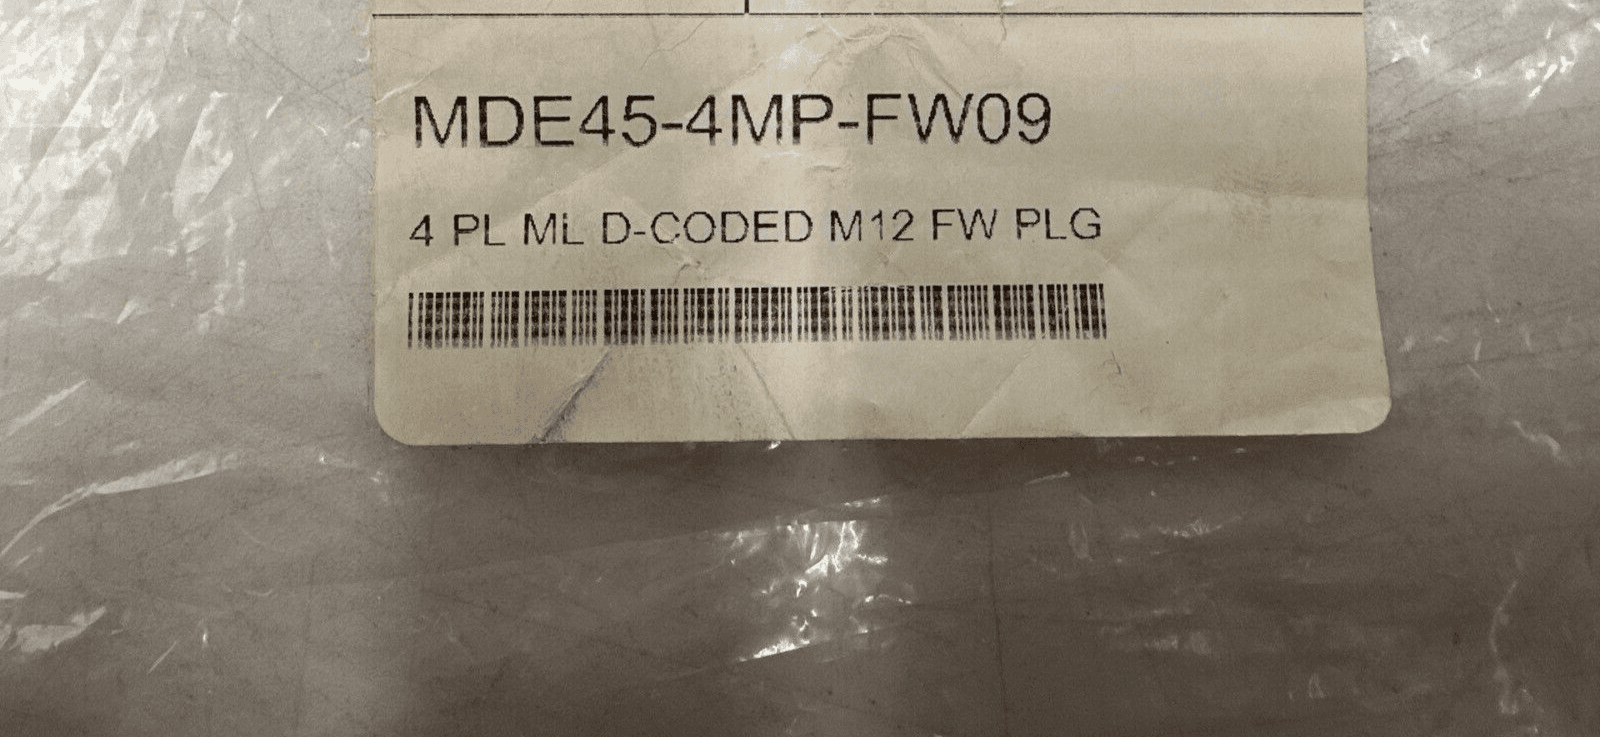 MDE45-4MP-FW09
4 PL ML D-CODED M12 FW PLG